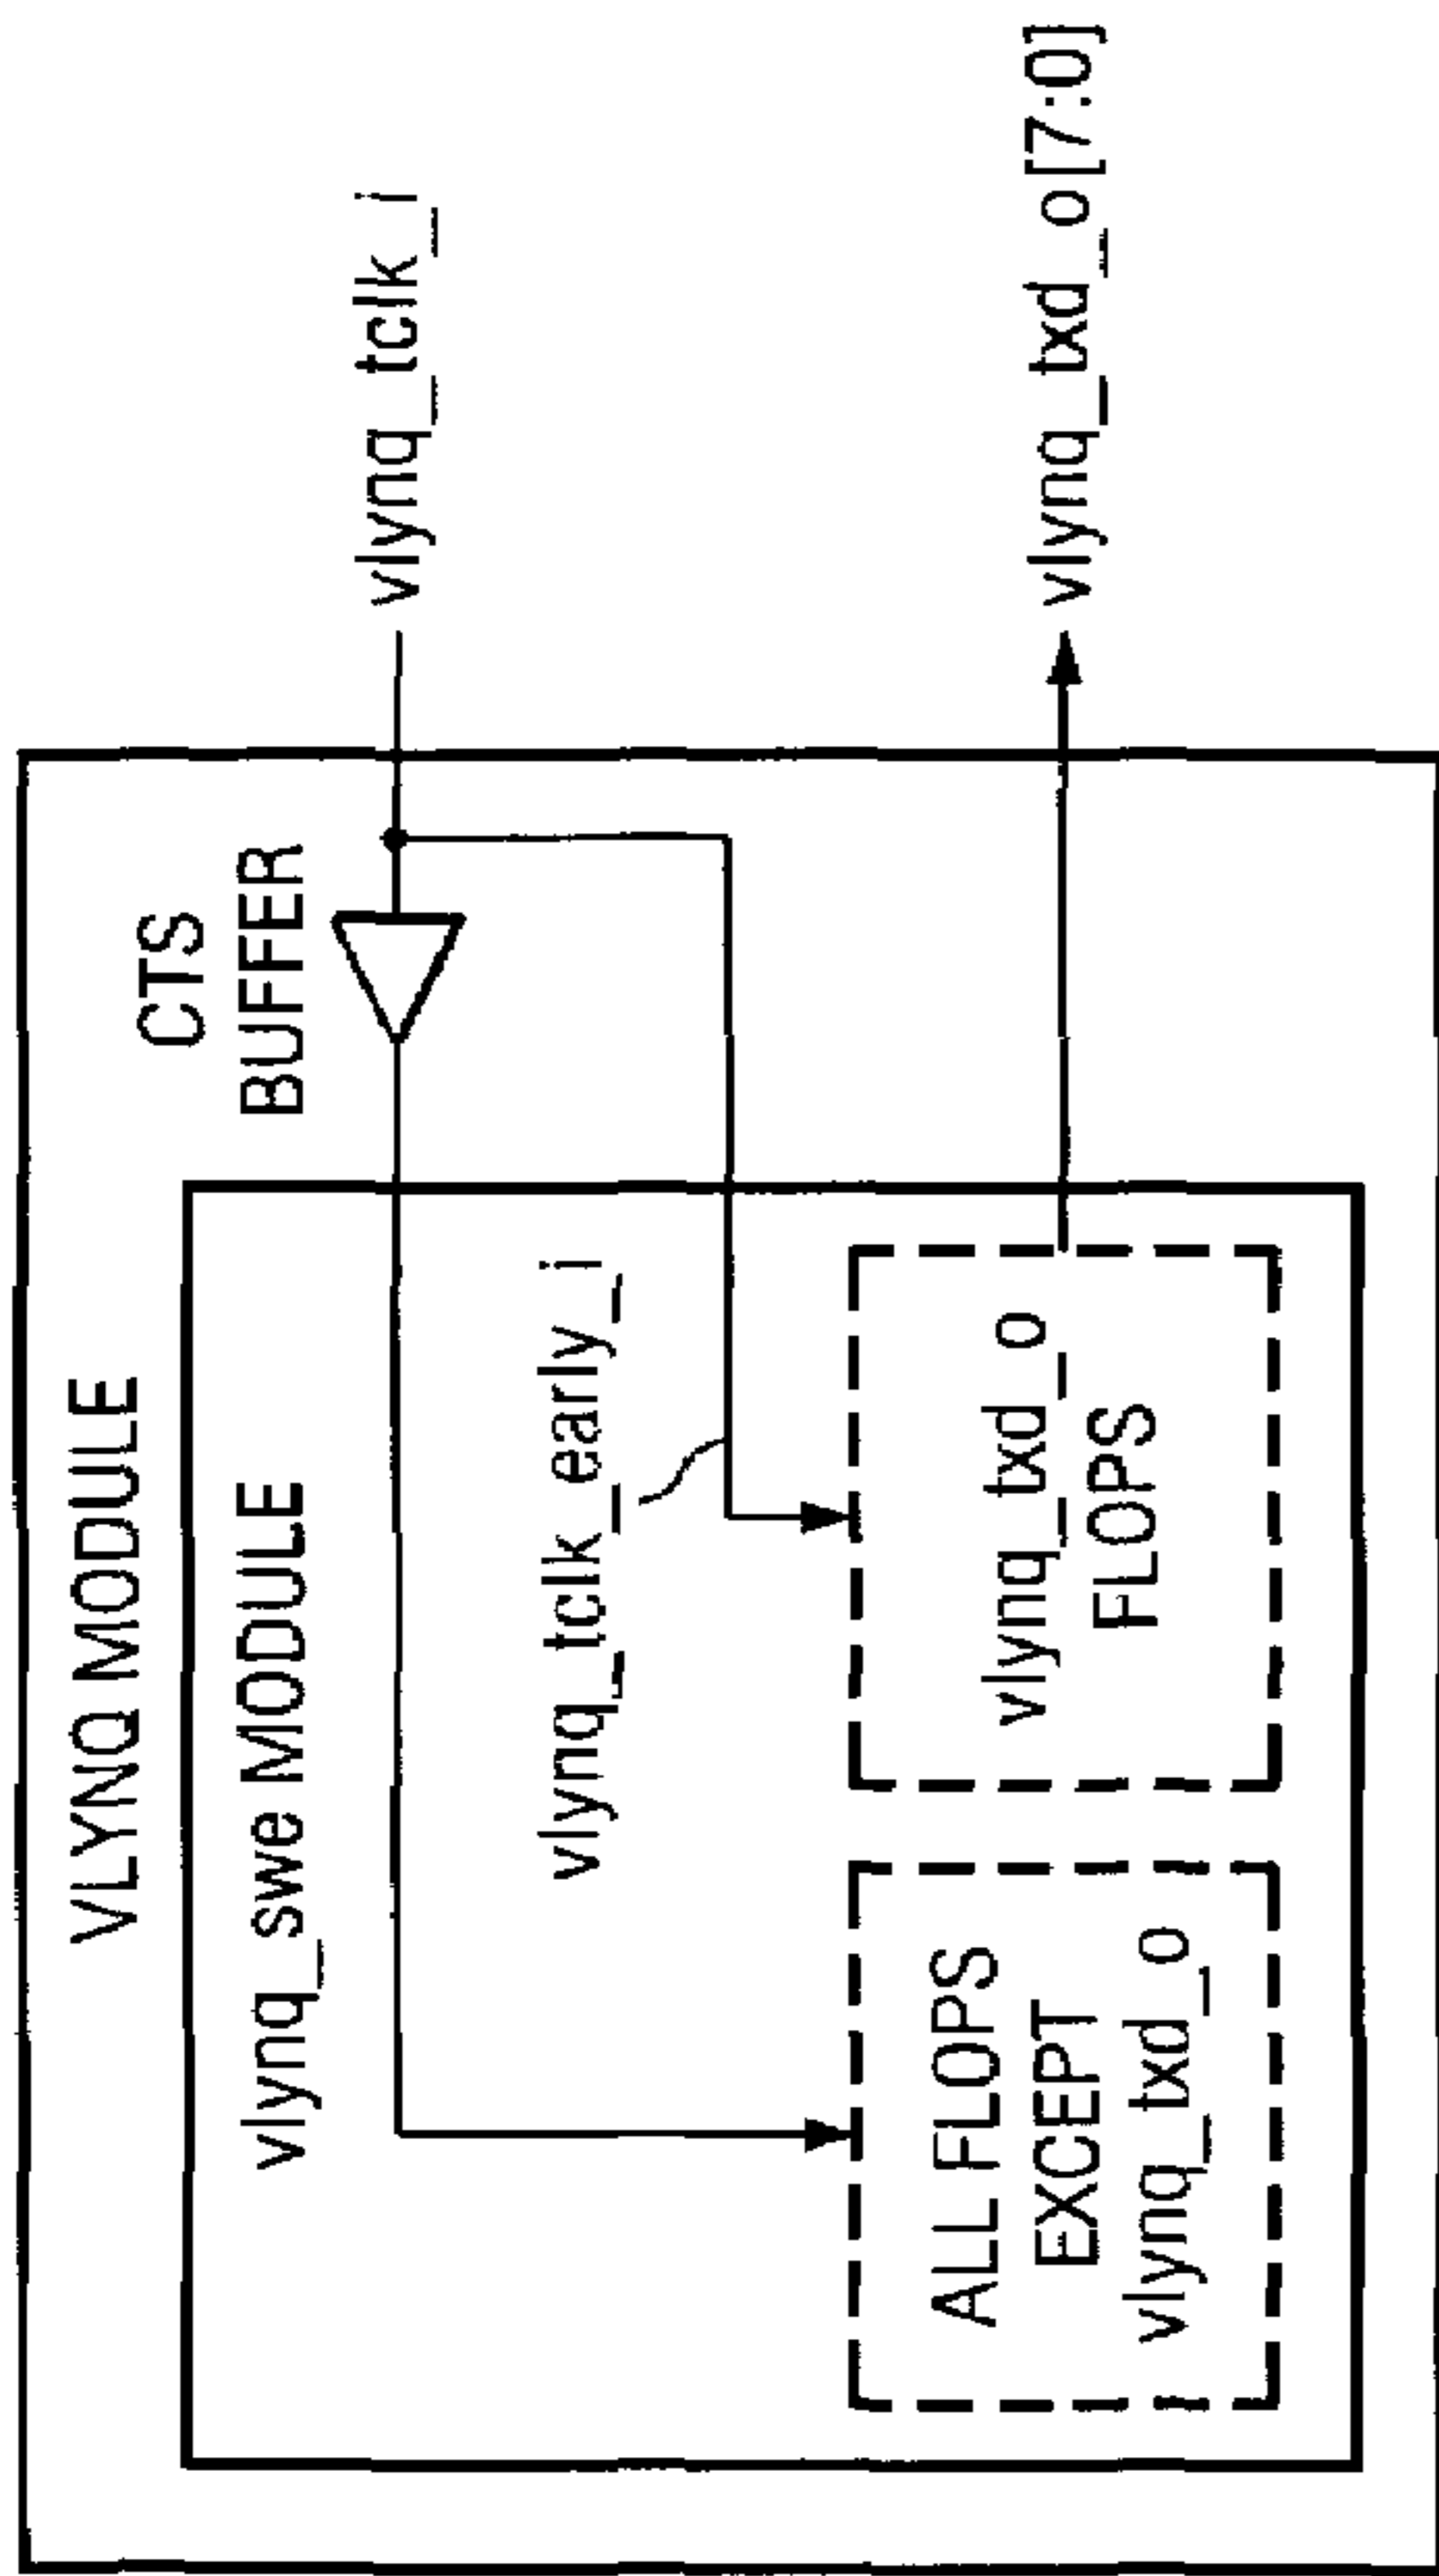 VLYNQ MODULE
vlynq_swe MODULE
CTS
BUFFER
vlynq_tclk_i
vlynq_tclk_early_i
ALL FLOPS
EXCEPT
vlynq_txd_o
vlynq_txd_o
FLOPS
vlynq_txd_o[7:0]